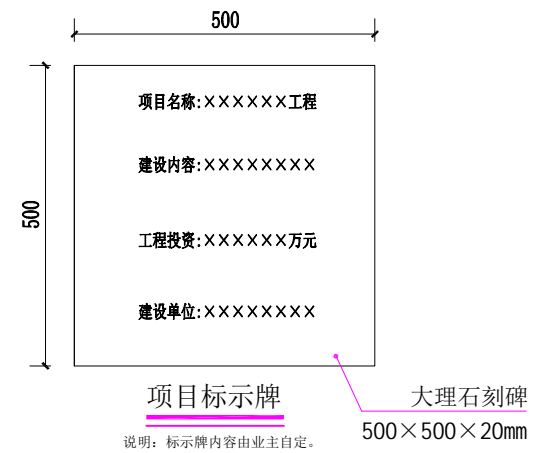 500
500
项目名称:××××××工程
建设内容:××××××××
工程投资:××××××万元
建设单位:××××××××
项目标示牌
说明：标示牌内容由业主自定。
大理石刻碑
500×500×20mm